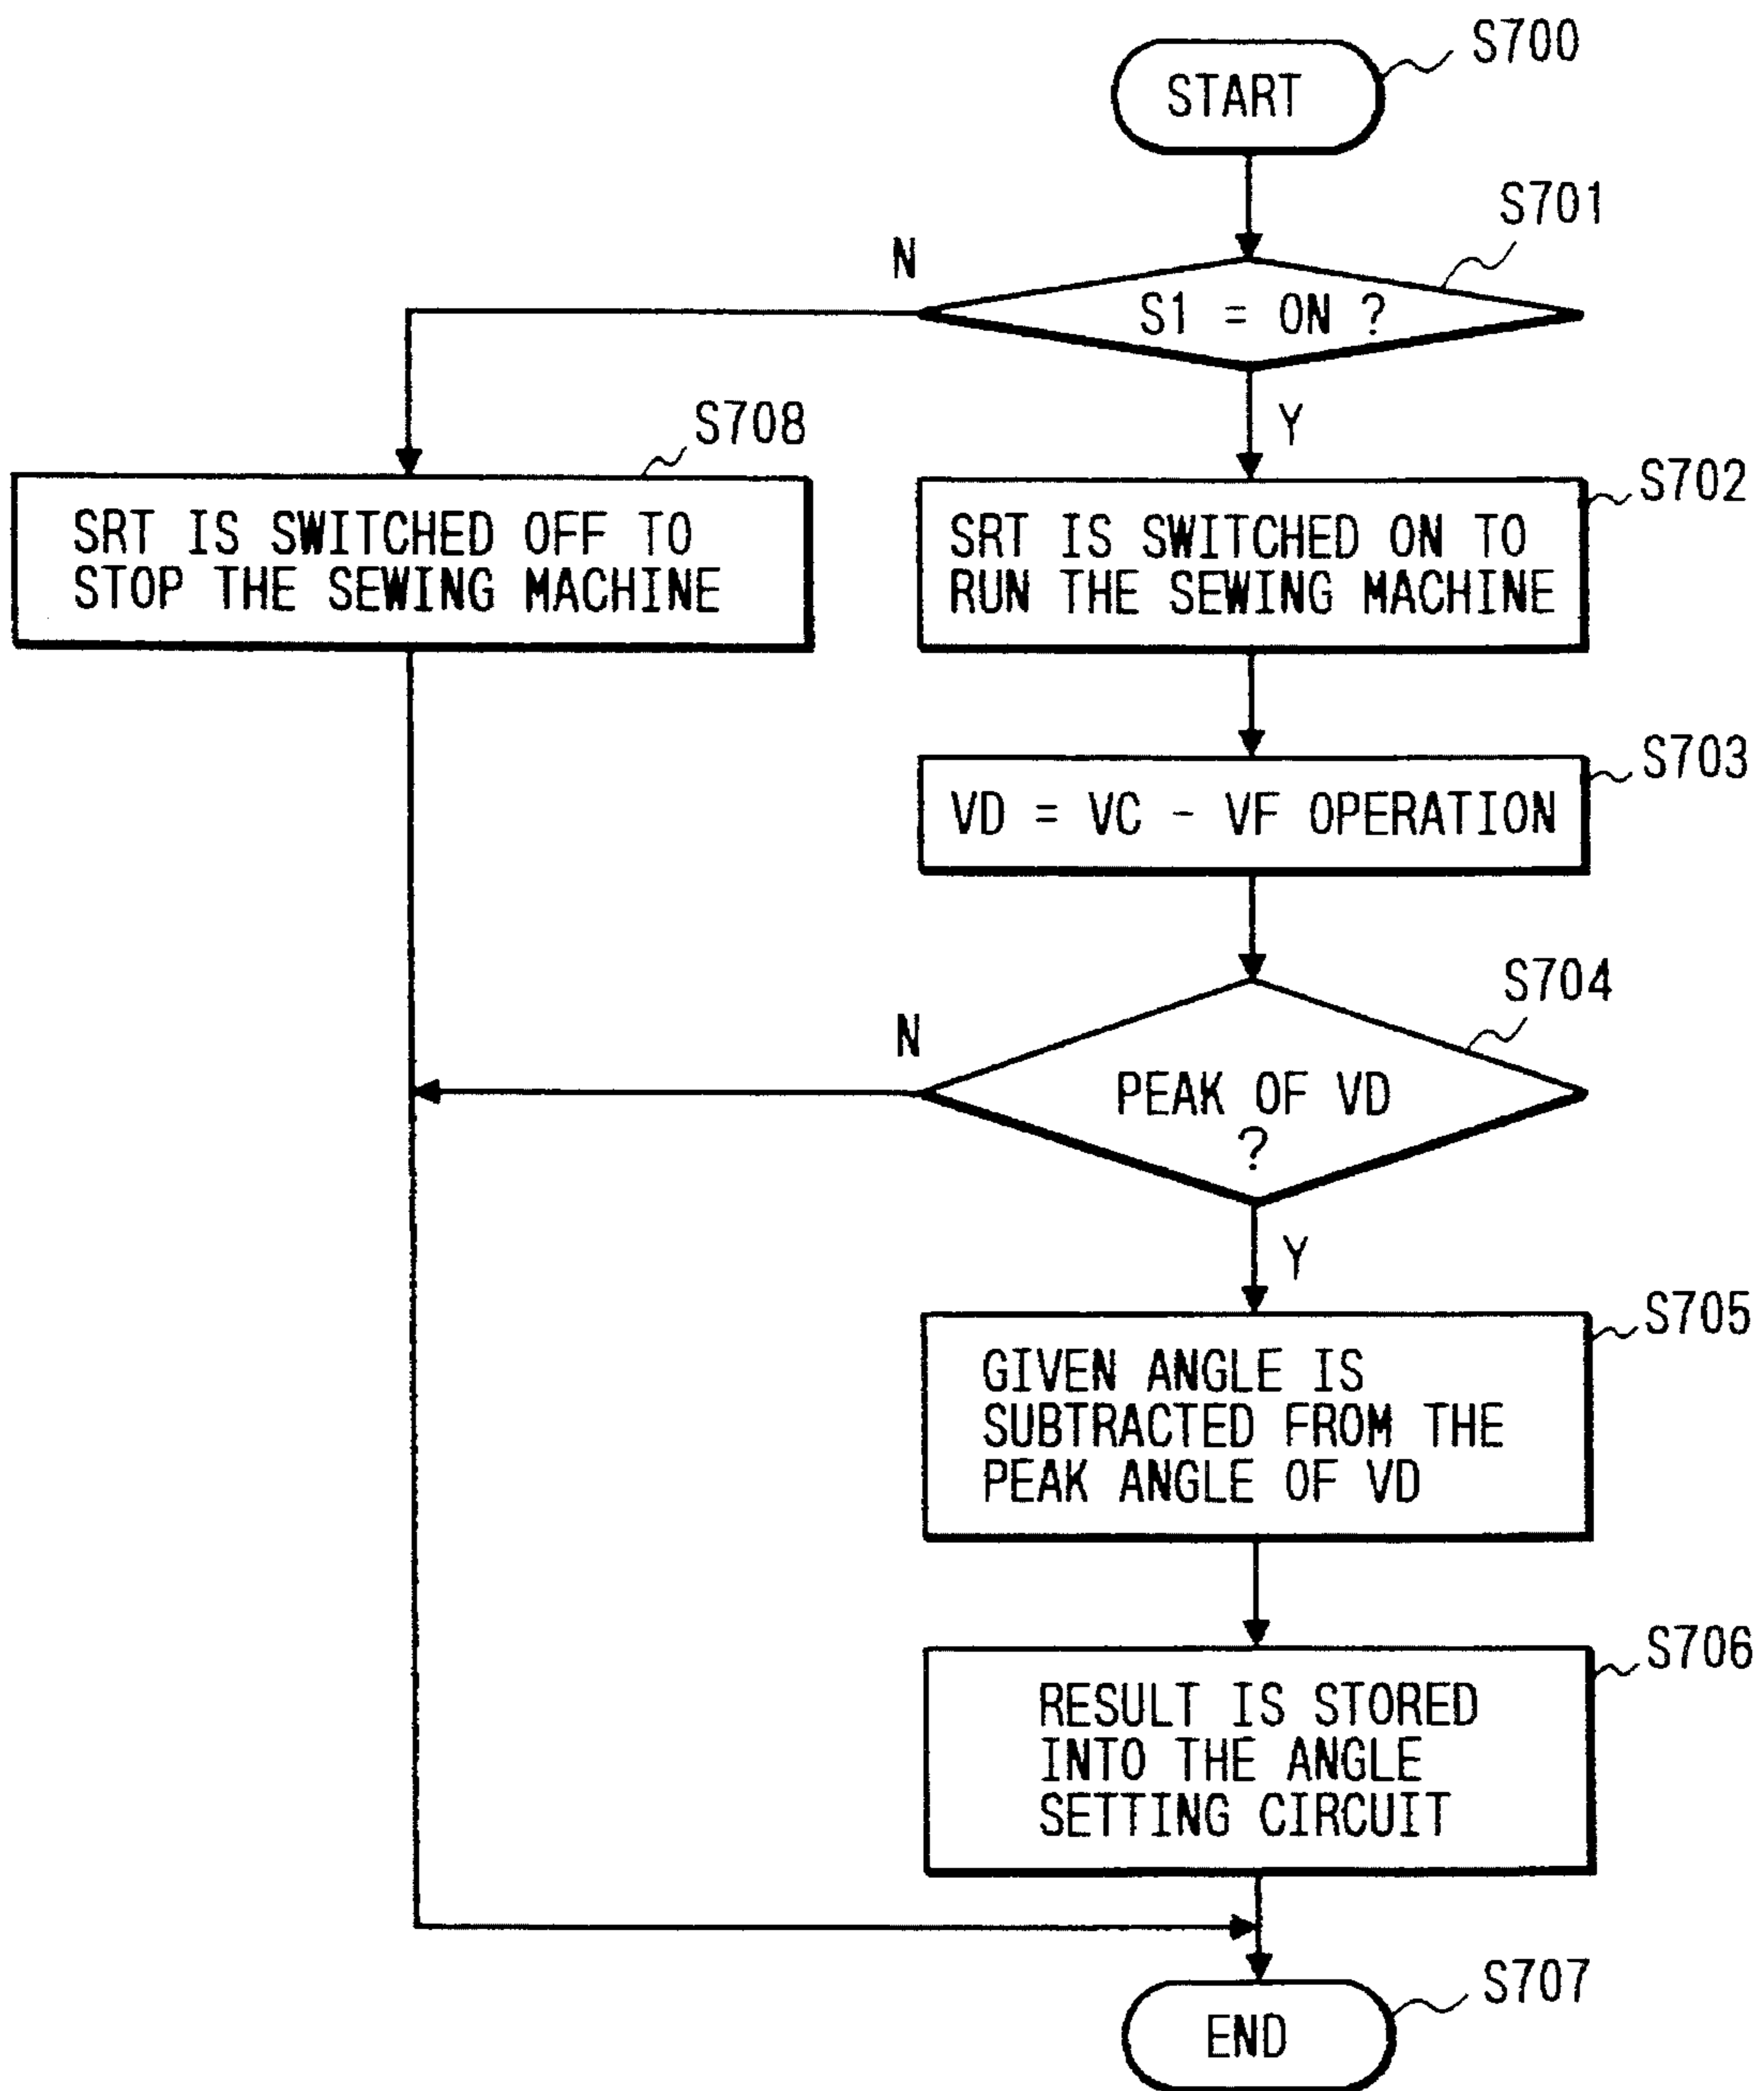 S700
START
S701
N
S1 = ON ?
Y
S708
SRT IS SWITCHED OFF TO
STOP THE SEWING MACHINE
S702
SRT IS SWITCHED ON TO
RUN THE SEWING MACHINE
S703
VD = VC - VF OPERATION
S704
N
PEAK OF VD
?
Y
S705
GIVEN ANGLE IS
SUBTRACTED FROM THE
PEAK ANGLE OF VD
S706
RESULT IS STORED
INTO THE ANGLE
SETTING CIRCUIT
S707
END